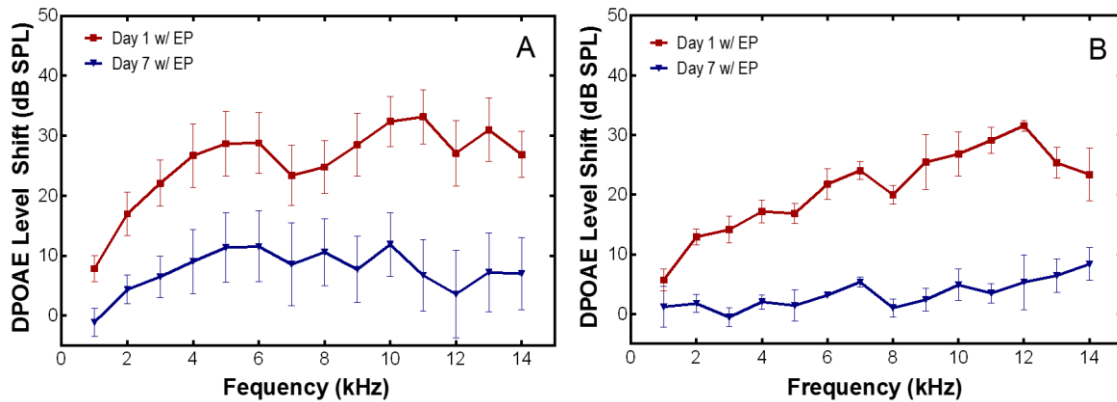 50
40
30
20
10
0
DPOAE Level Shift (dB SPL)
Day 1 w/ EP
Day 7 w/ EP
A
0 2 4 6 8 10 12 14
Fequency (kHz)
50
40
30
20
10
0
DPOAE Level Shift (dB SPL)
Day 1 w/ EP
Day 7 w/ EP
B
0 2 4 6 8 10 12 14
Frequency (kHz)